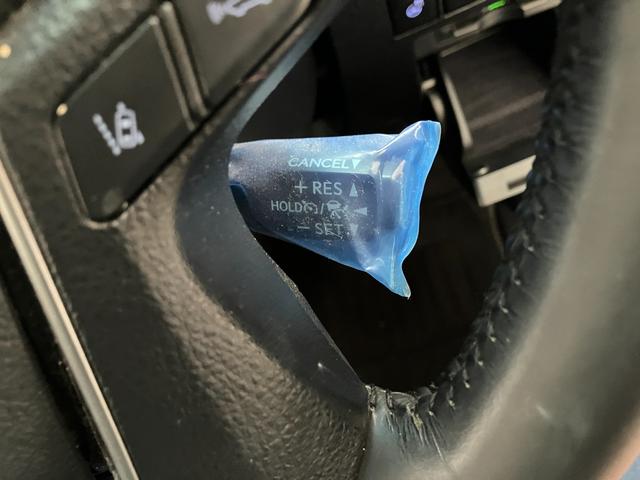 CANCEL
+ RES
HOLD /
− SET